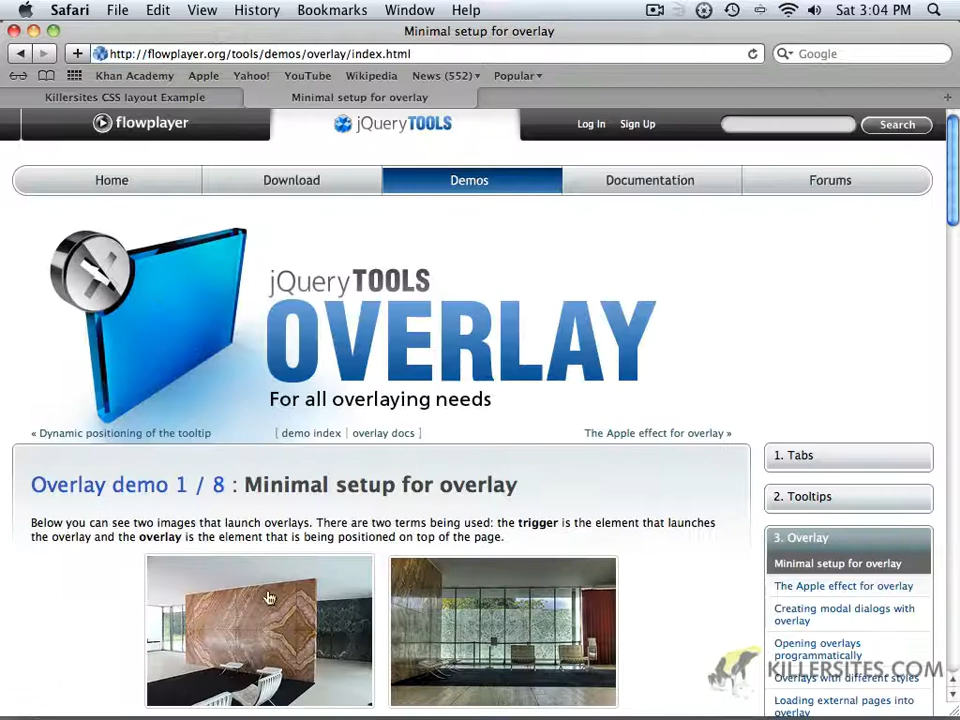 Safari File Edit View History Bookmarks Window Help Sat 3:04 PM
Minimal setup for overlay
http://flowplayer.org/tools/demos/overlay/index.html Google
Khan Academy Apple Yahoo! YouTube Wikipedia News (552) Popular
Killersites CSS layout Example Minimal setup for overlay
flowplayer jQueryTOOLS Log In Sign Up Search
Home Download Demos Documentation Forums
jQueryTOOLS
OVERLAY
For all overlaying needs
« Dynamic positioning of the tooltip [ demo index | overlay docs ] The Apple effect for overlay »
Overlay demo 1 / 8 : Minimal setup for overlay
Below you can see two images that launch overlays. There are two terms being used: the trigger is the element that launches
the overlay and the overlay is the element that is being positioned on top of the page.
1. Tabs
2. Tooltips
3. Overlay
Minimal setup for overlay
The Apple effect for overlay
Creating modal dialogs with
overlay
Opening overlays
programmatically
Overlays with different styles
Loading external pages into
overlay
KILLERSITES.COM